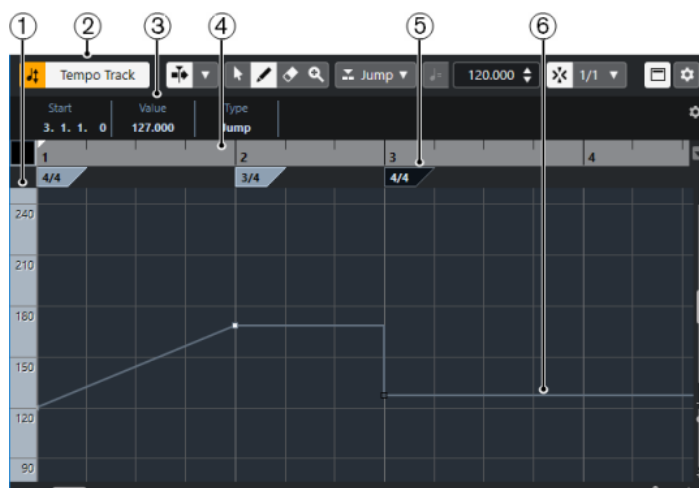 1 2 3 4 5 6
Tempo Track Jump 120.000 1/1
Start Value Type
3. 1. 1. 0 127.000 Jump
1 2 3 4
4/4 3/4 4/4
240
210
180
150
120
90